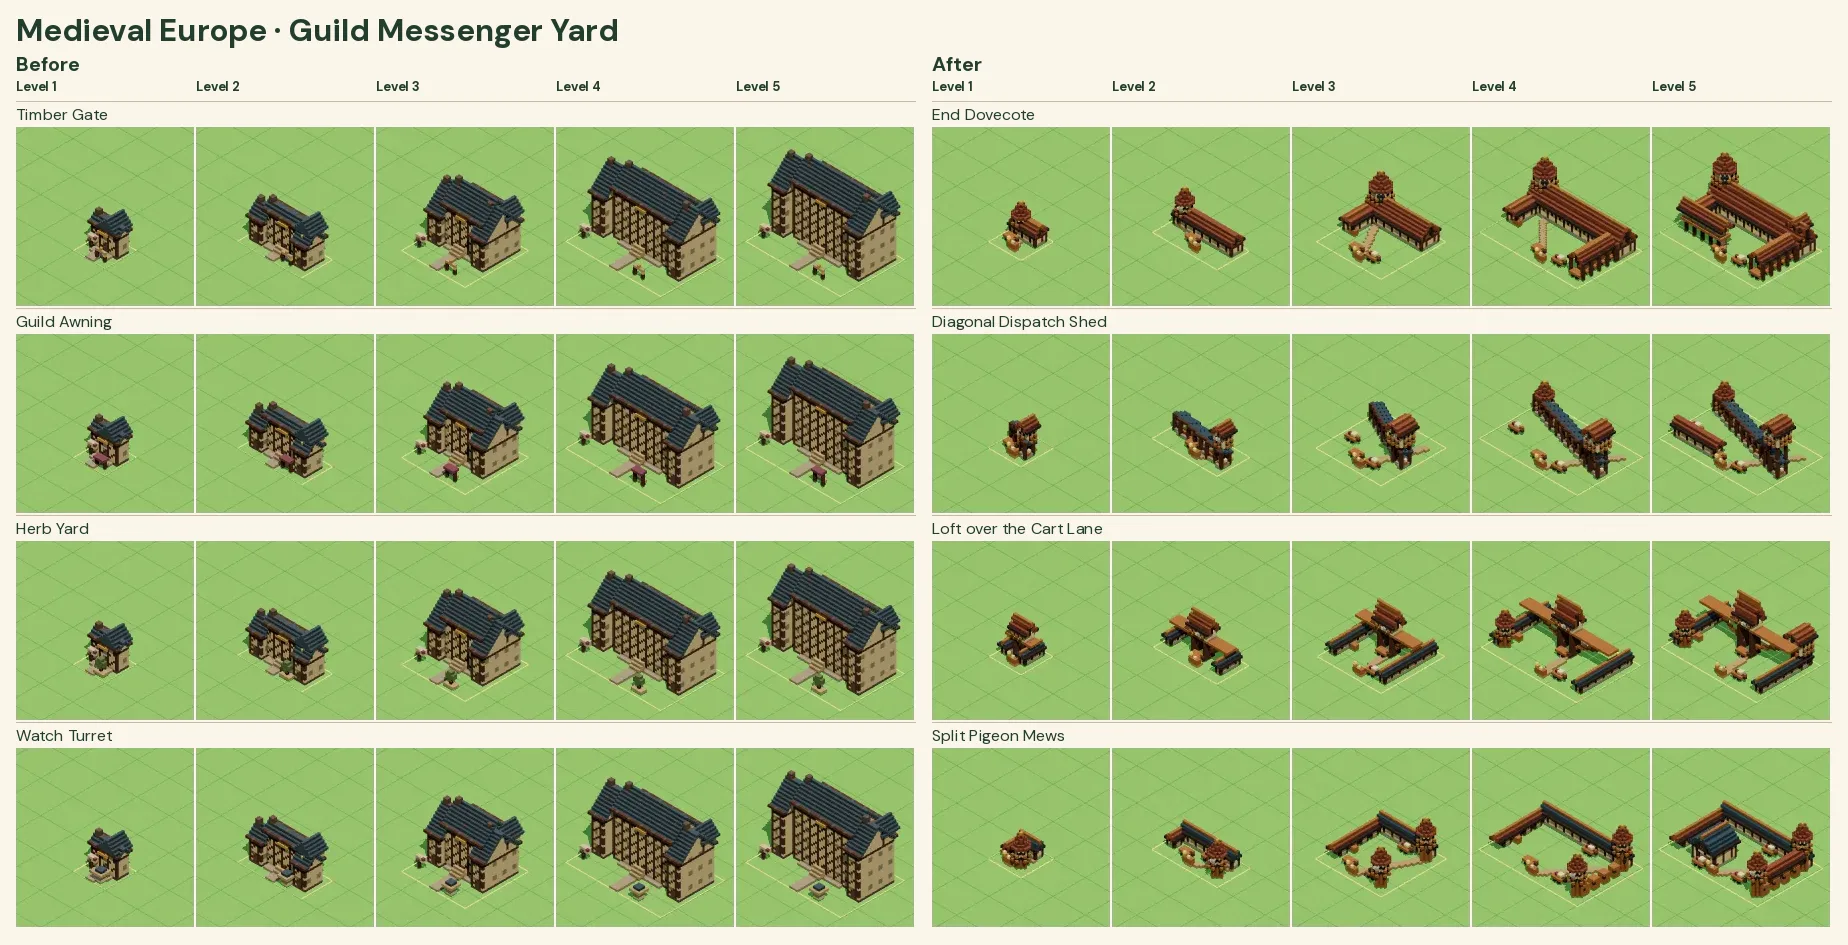 Medieval Europe · Guild Messenger Yard
Before
Level 1 Level 2 Level 3 Level 4 Level 5
Timber Gate
Guild Awning
Herb Yard
Watch Turret
After
Level 1 Level 2 Level 3 Level 4 Level 5
End Dovecote
Diagonal Dispatch Shed
Loft over the Cart Lane
Split Pigeon Mews